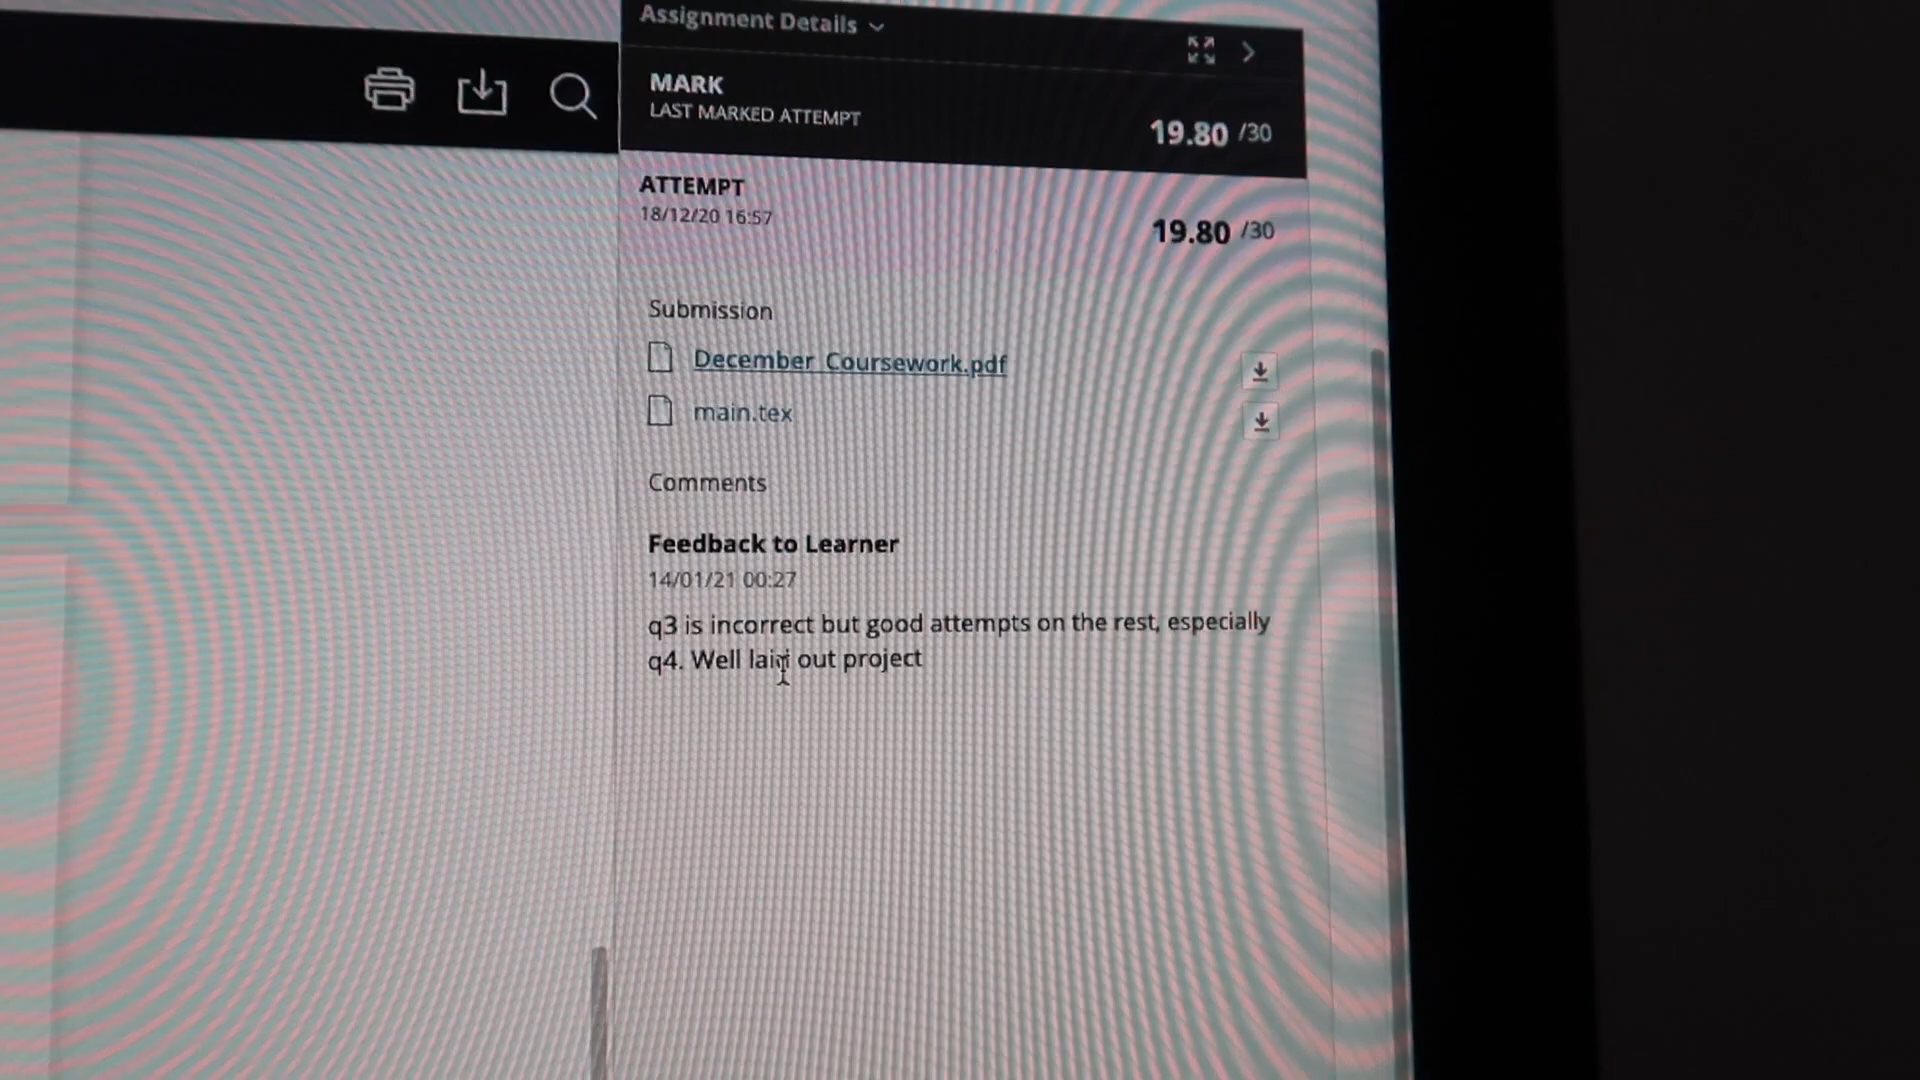 Assignment Details
MARK
LAST MARKED ATTEMPT
19.80 /30
ATTEMPT
18/12/20 16:57
19.80 /30
Submission
December_Coursework.pdf
main.tex
Comments
Feedback to Learner
14/01/21 00:27
q3 is incorrect but good attempts on the rest, especially
q4. Well laid out project